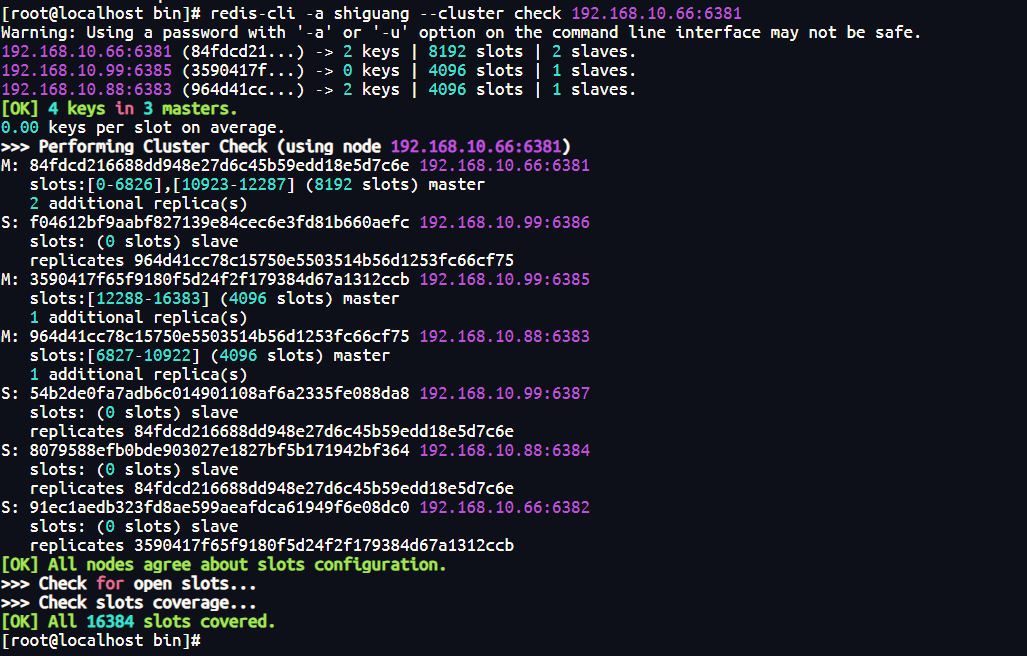 [root@localhost bin]# redis-cli -a shiguang --cluster check 192.168.10.66:6381
Warning: Using a password with '-a' or '-u' option on the command line interface may not be safe.
192.168.10.66:6381 (84fdcd21...) -> 2 keys | 8192 slots | 2 slaves.
192.168.10.99:6385 (3590417f...) -> 0 keys | 4096 slots | 1 slaves.
192.168.10.88:6383 (964d41cc...) -> 2 keys | 4096 slots | 1 slaves.
[OK] 4 keys in 3 masters.
0.00 keys per slot on average.
>>> Performing Cluster Check (using node 192.168.10.66:6381)
M: 84fdcd216688dd948e27d6c45b59edd18e5d7c6e 192.168.10.66:6381
   slots:[0-6826],[10923-12287] (8192 slots) master
   2 additional replica(s)
S: f04612bf9aabf827139e84cec6e3fd81b660aefc 192.168.10.99:6386
   slots: (0 slots) slave
   replicates 964d41cc78c15750e5503514b56d1253fc66cf75
M: 3590417f65f9180f5d24f2f179384d67a1312ccb 192.168.10.99:6385
   slots:[12288-16383] (4096 slots) master
   1 additional replica(s)
M: 964d41cc78c15750e5503514b56d1253fc66cf75 192.168.10.88:6383
   slots:[6827-10922] (4096 slots) master
   1 additional replica(s)
S: 54b2de0fa7adb6c014901108af6a2335fe088da8 192.168.10.99:6387
   slots: (0 slots) slave
   replicates 84fdcd216688dd948e27d6c45b59edd18e5d7c6e
S: 8079588efb0bde903027e1827bf5b171942bf364 192.168.10.88:6384
   slots: (0 slots) slave
   replicates 84fdcd216688dd948e27d6c45b59edd18e5d7c6e
S: 91ec1aedb323fd8ae599aeafdca61949f6e08dc0 192.168.10.66:6382
   slots: (0 slots) slave
   replicates 3590417f65f9180f5d24f2f179384d67a1312ccb
[OK] All nodes agree about slots configuration.
>>> Check for open slots...
>>> Check slots coverage...
[OK] All 16384 slots covered.
[root@localhost bin]#